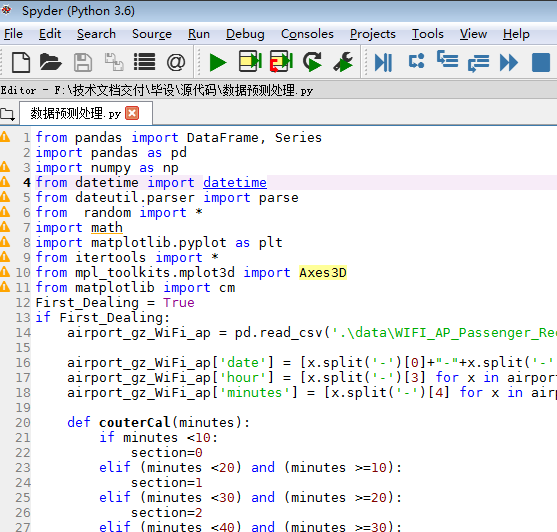 Spyder (Python 3.6)
File Edit Search Source Run Debug Consoles Projects Tools View Help
Editor - F:\技术文档交付\毕设\源代码\数据预测处理.py
数据预测处理.py
1 from pandas import DataFrame, Series
2 import pandas as pd
3 import numpy as np
4 from datetime import datetime
5 from dateutil.parser import parse
6 from  random import *
7 import math
8 import matplotlib.pyplot as plt
9 from itertools import *
10 from mpl_toolkits.mplot3d import Axes3D
11 from matplotlib import cm
12 First_Dealing = True
13 if First_Dealing:
14     airport_gz_WiFi_ap = pd.read_csv('.\data\WIFI_AP_Passenger_Rec
15
16     airport_gz_WiFi_ap['date'] = [x.split('-')[0]+"-"+x.split('-'
17     airport_gz_WiFi_ap['hour'] = [x.split('-')[3] for x in airport
18     airport_gz_WiFi_ap['minutes'] = [x.split('-')[4] for x in airp
19
20     def couterCal(minutes):
21         if minutes <10:
22             section=0
23         elif (minutes <20) and (minutes >=10):
24             section=1
25         elif (minutes <30) and (minutes >=20):
26             section=2
27         elif (minutes <40) and (minutes >=30):